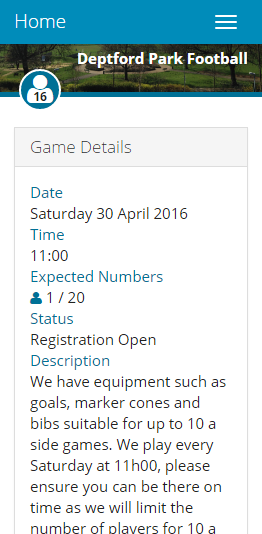 Home
Deptford Park Football
16
Game Details
Date
Saturday 30 April 2016
Time
11:00
Expected Numbers
1 / 20
Status
Registration Open
Description
We have equipment such as
goals, marker cones and
bibs suitable for up to 10 a
side games. We play every
Saturday at 11h00, please
ensure you can be there on
time as we will limit the
number of players for 10 a